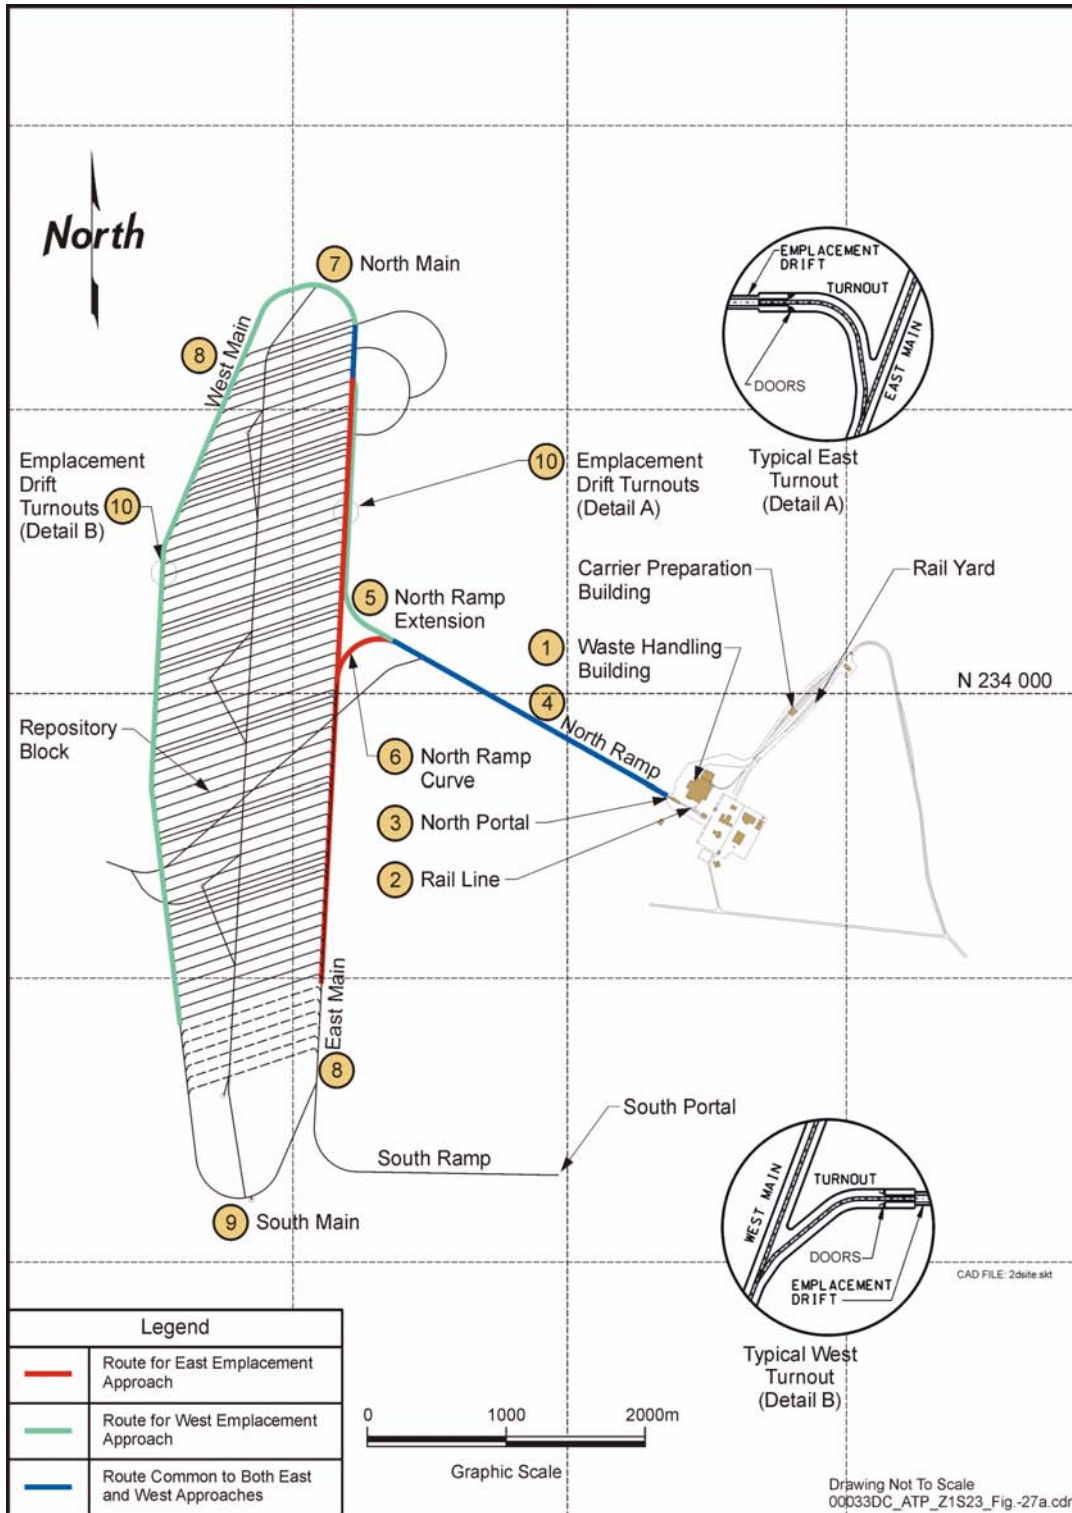 North
7 North Main
8
West Main
EMPLACEMENT
DRIFT
TURNOUT
DOORS
EAST MAIN
Typical East
Turnout
(Detail A)
Emplacement
Drift
Turnouts
(Detail B)
10
10 Emplacement
Drift Turnouts
(Detail A)
Carrier Preparation
Building
Rail Yard
5 North Ramp
Extension
1 Waste Handling
Building
N 234 000
4
North Ramp
Repository
Block
6 North Ramp
Curve
3 North Portal
2 Rail Line
East Main
8
South Portal
South Ramp
9 South Main
WEST MAIN
TURNOUT
DOORS
EMPLACEMENT
DRIFT
CAD FILE: 2dsite.skt
Typical West
Turnout
(Detail B)
Legend
Route for East Emplacement
Approach
Route for West Emplacement
Approach
Route Common to Both East
and West Approaches
0 1000 2000m
Graphic Scale
Drawing Not To Scale
00033DC_ATP_Z1S23_Fig.-27a.cdr